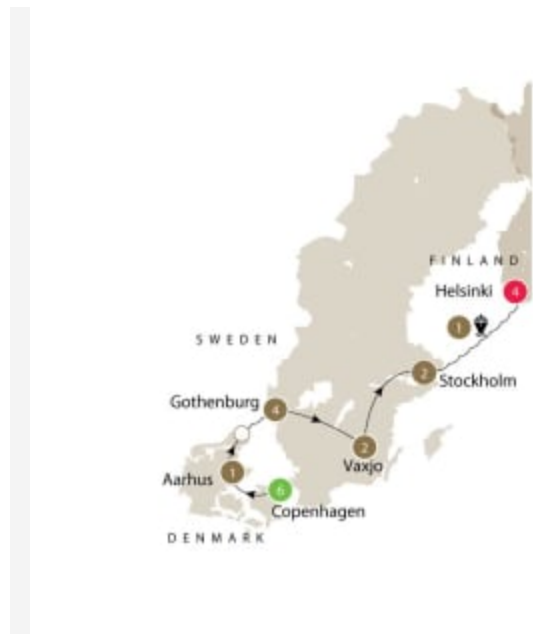 FINLAND
Helsinki 4
1
SWEDEN
2 Stockholm
Gothenburg 4
2
Vaxjo
Aarhus 1
6
Copenhagen
DENMARK